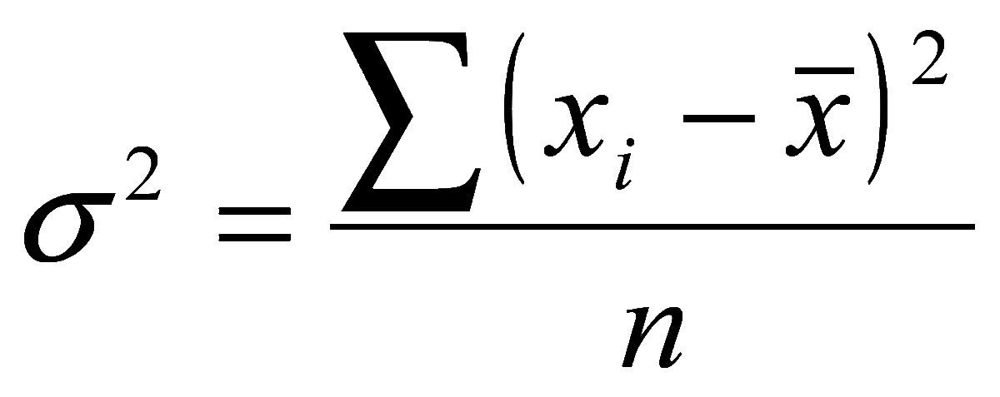 σ² = ∑(xᵢ − x̄)² / n